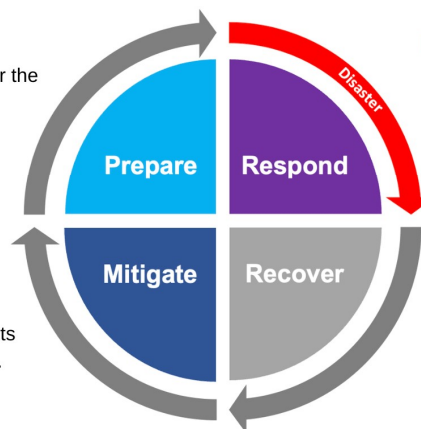 r the
Disaster
Prepare
Respond
Mitigate
Recover
ts